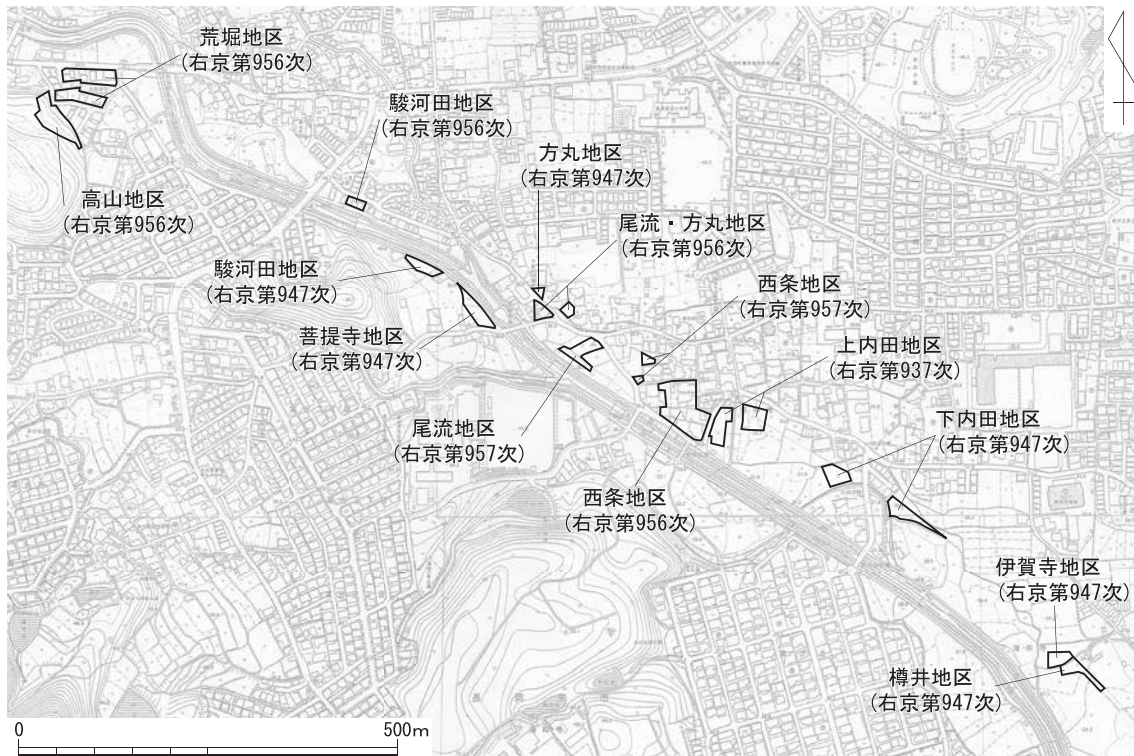 荒堀地区
(右京第956次)
駿河田地区
(右京第956次)
方丸地区
(右京第947次)
高山地区
(右京第956次)
尾流・方丸地区
(右京第956次)
駿河田地区
(右京第947次)
西条地区
(右京第957次)
菩提寺地区
(右京第947次)
上内田地区
(右京第937次)
尾流地区
(右京第957次)
下内田地区
(右京第947次)
西条地区
(右京第956次)
伊賀寺地区
(右京第947次)
樽井地区
(右京第947次)
0 500m